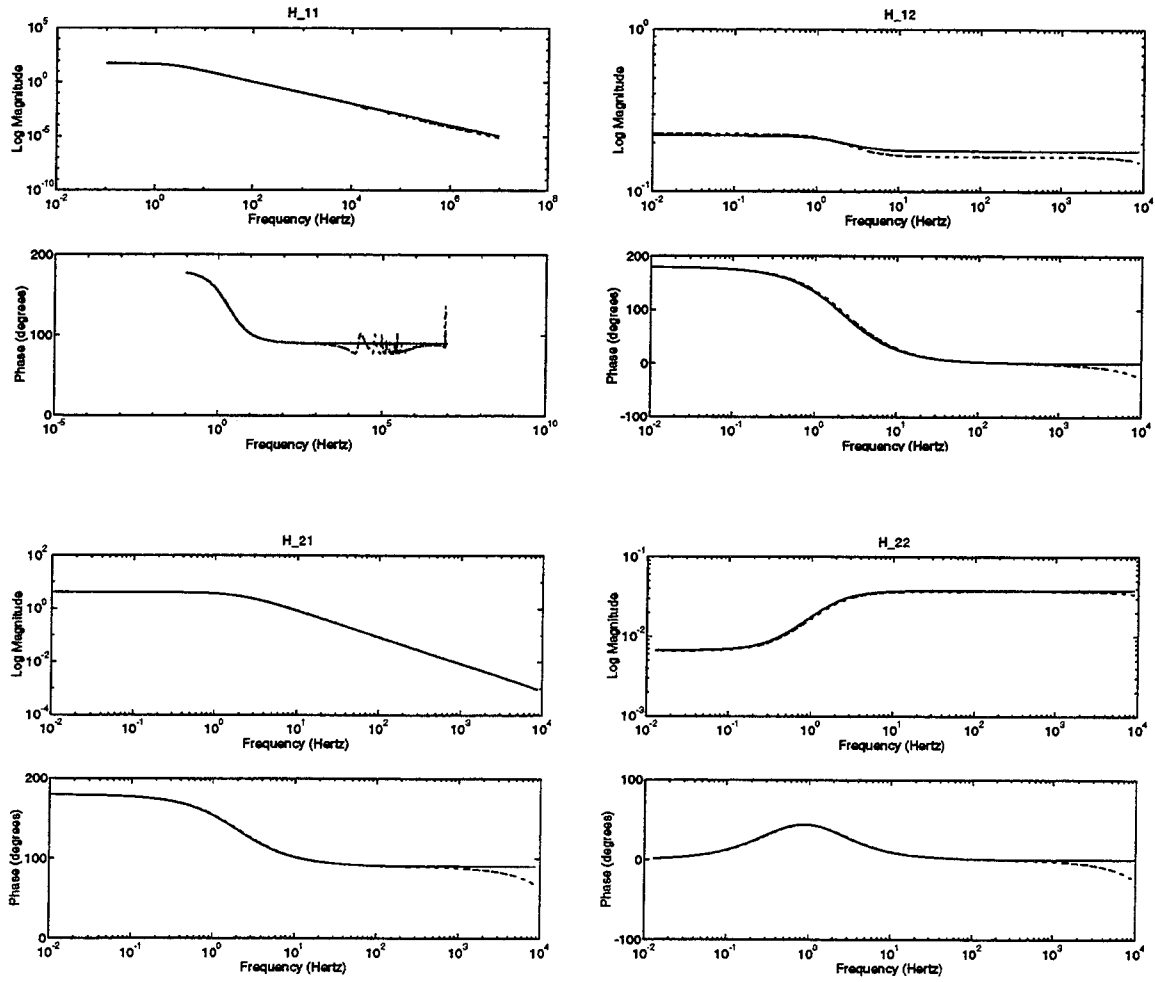 H_11
10^5
10^0
10^-5
10^-10
Log Magnitude
10^-2 10^0 10^2 10^4 10^6 10^8
Frequency (Hertz)
200
100
0
Phase (degrees)
10^-5 10^0 10^5 10^10
Frequency (Hertz)
H_12
10^0
10^-1
Log Magnitude
10^-2 10^-1 10^0 10^1 10^2 10^3 10^4
Frequency (Hertz)
200
100
0
-100
Phase (degrees)
10^-2 10^-1 10^0 10^1 10^2 10^3 10^4
Frequency (Hertz)
H_21
10^2
10^0
10^-2
10^-4
Log Magnitude
10^-2 10^-1 10^0 10^1 10^2 10^3 10^4
Frequency (Hertz)
200
100
0
Phase (degrees)
10^-2 10^-1 10^0 10^1 10^2 10^3 10^4
Frequency (Hertz)
H_22
10^-1
10^-2
10^-3
Log Magnitude
10^-2 10^-1 10^0 10^1 10^2 10^3 10^4
Frequency (Hertz)
100
0
-100
Phase (degrees)
10^-2 10^-1 10^0 10^1 10^2 10^3 10^4
Frequency (Hertz)